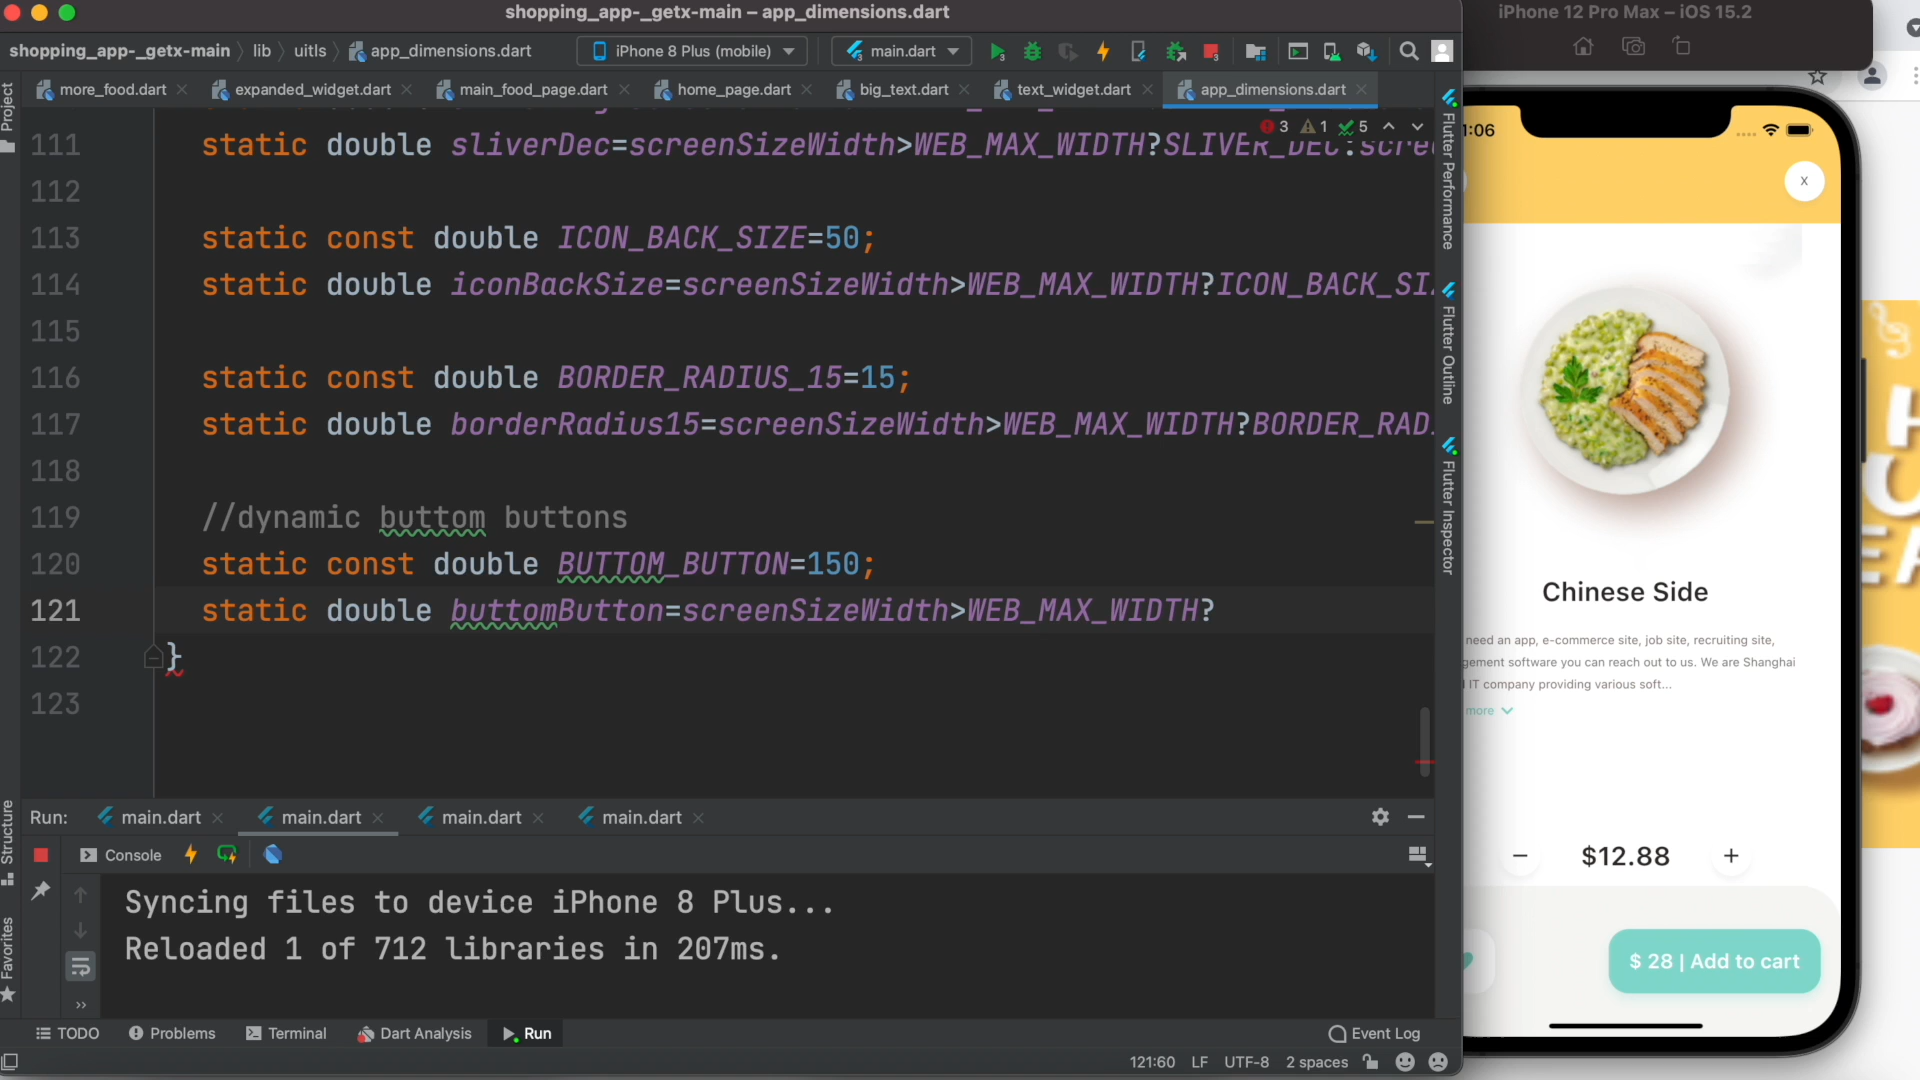 shopping_app-_getx-main – app_dimensions.dart
iPhone 12 Pro Max – iOS 15.2
shopping_app-_getx-main
lib
uitls
app_dimensions.dart
iPhone 8 Plus (mobile)
main.dart
more_food.dart
expanded_widget.dart
main_food_page.dart
home_page.dart
big_text.dart
text_widget.dart
app_dimensions.dart
3
1
5
111 static double sliverDec=screenSizeWidth>WEB_MAX_WIDTH?SLIVER_DEC:scre
112
113 static const double ICON_BACK_SIZE=50;
114 static double iconBackSize=screenSizeWidth>WEB_MAX_WIDTH?ICON_BACK_SI
115
116 static const double BORDER_RADIUS_15=15;
117 static double borderRadius15=screenSizeWidth>WEB_MAX_WIDTH?BORDER_RAD
118
119 //dynamic buttom buttons
120 static const double BUTTOM_BUTTON=150;
121 static double buttomButton=screenSizeWidth>WEB_MAX_WIDTH?
122 }
123
Project
Structure
Favorites
Flutter Performance
Flutter Outline
Flutter Inspector
Run:
main.dart
main.dart
main.dart
main.dart
Console
Syncing files to device iPhone 8 Plus...
Reloaded 1 of 712 libraries in 207ms.
TODO
Problems
Terminal
Dart Analysis
Run
Event Log
121:60
LF
UTF-8
2 spaces
1:06
X
Chinese Side
need an app, e-commerce site, job site, recruiting site,
gement software you can reach out to us. We are Shanghai
IT company providing various soft...
more
$12.88
$ 28 | Add to cart